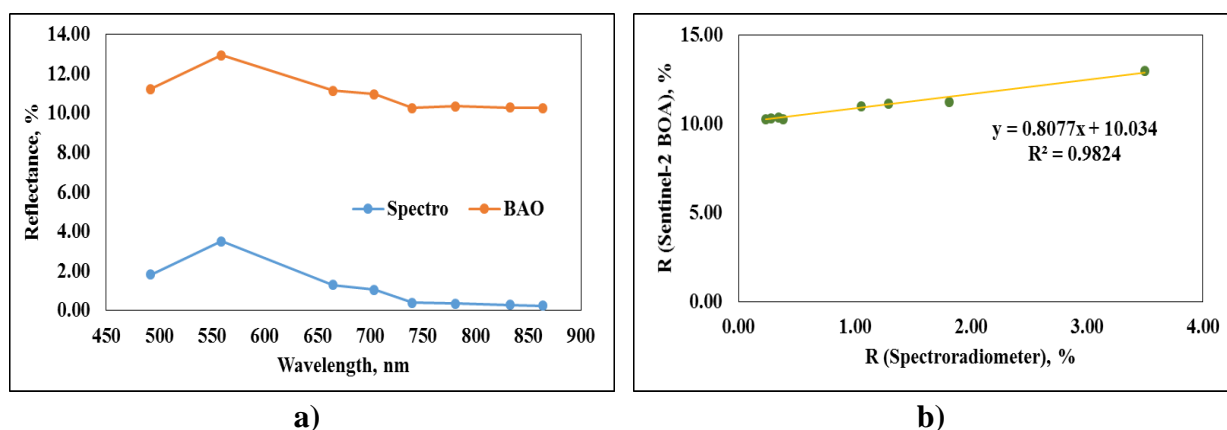 14.00
12.00
10.00
8.00
6.00
4.00
2.00
0.00
Reflectance, %
Spectro BAO
450 500 550 600 650 700 750 800 850 900
Wavelength, nm
a)
15.00
10.00
5.00
0.00
R (Sentinel-2 BOA), %
y = 0.8077x + 10.034
R² = 0.9824
0.00 1.00 2.00 3.00 4.00
R (Spectroradiometer), %
b)